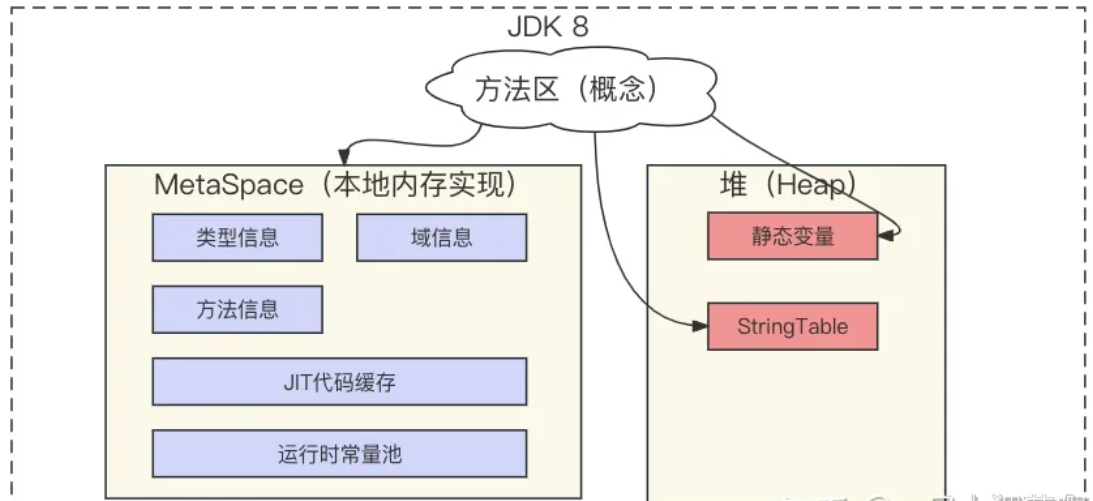 JDK 8
方法区（概念）
MetaSpace（本地内存实现）
类型信息
域信息
方法信息
JIT代码缓存
运行时常量池
堆（Heap）
静态变量
StringTable